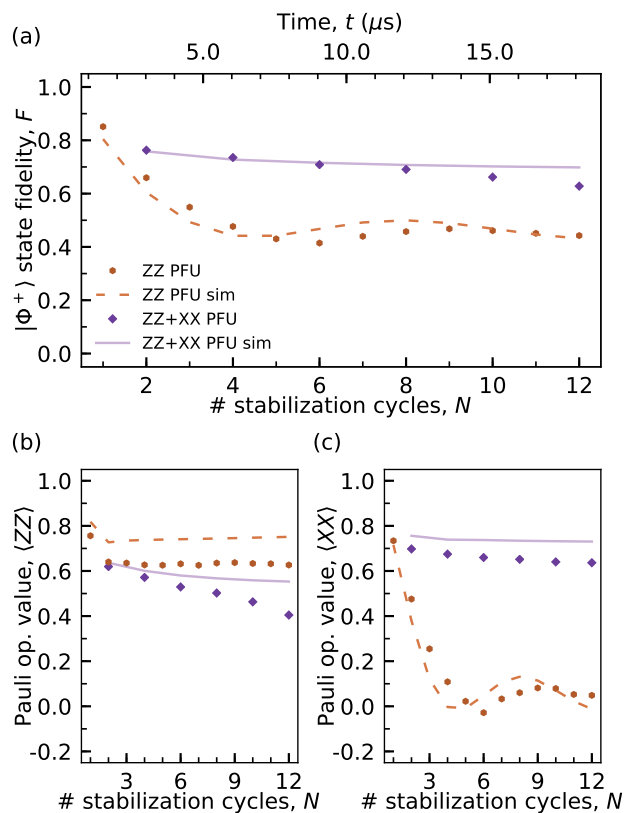 (a)
Time, t (μs)
5.0 10.0 15.0
|Φ⁺⟩ state fidelity, F
1.0
0.8
0.6
0.4
0.2
0.0
ZZ PFU
ZZ PFU sim
ZZ+XX PFU
ZZ+XX PFU sim
2 4 6 8 10 12
# stabilization cycles, N
(b)
Pauli op. value, ⟨ZZ⟩
1.0
0.8
0.6
0.4
0.2
0.0
-0.2
3 6 9 12
# stabilization cycles, N
(c)
Pauli op. value, ⟨XX⟩
1.0
0.8
0.6
0.4
0.2
0.0
-0.2
3 6 9 12
# stabilization cycles, N